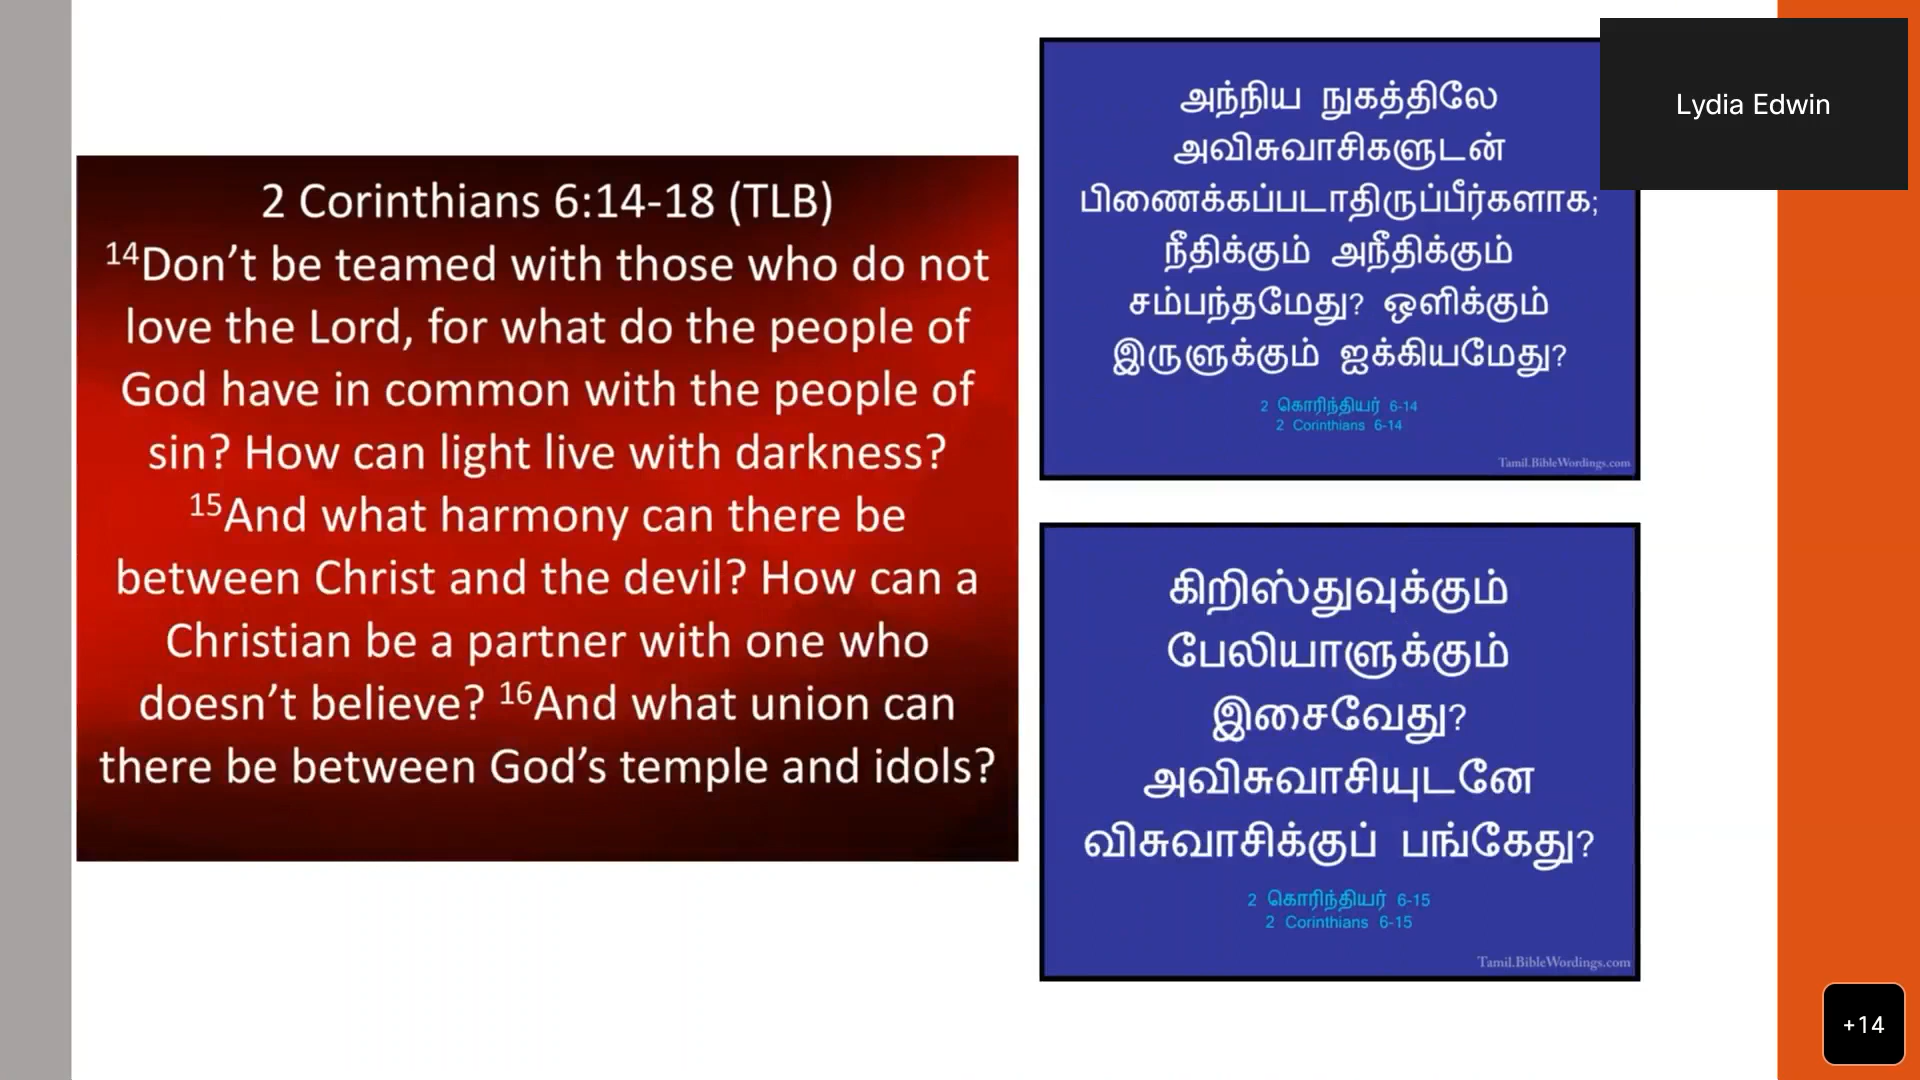 2 Corinthians 6:14-18 (TLB)
14Don’t be teamed with those who do not
love the Lord, for what do the people of
God have in common with the people of
sin? How can light live with darkness?
15And what harmony can there be
between Christ and the devil? How can a
Christian be a partner with one who
doesn’t believe? 16And what union can
there be between God’s temple and idols?
அந்நிய நுகத்திலே
அவிசுவாசிகளுடன்
பிணைக்கப்படாதிருப்பீர்களாக;
நீதிக்கும் அநீதிக்கும்
சம்பந்தமேது? ஒளிக்கும்
இருளுக்கும் ஐக்கியமேது?
2 கொரிந்தியர் 6-14
2 Corinthians 6-14
Tamil.BibleWordings.com
கிறிஸ்துவுக்கும்
பேலியாளுக்கும்
இசைவேது?
அவிசுவாசியுடனே
விசுவாசிக்குப் பங்கேது?
2 கொரிந்தியர் 6-15
2 Corinthians 6-15
Tamil.BibleWordings.com
Lydia Edwin
+14